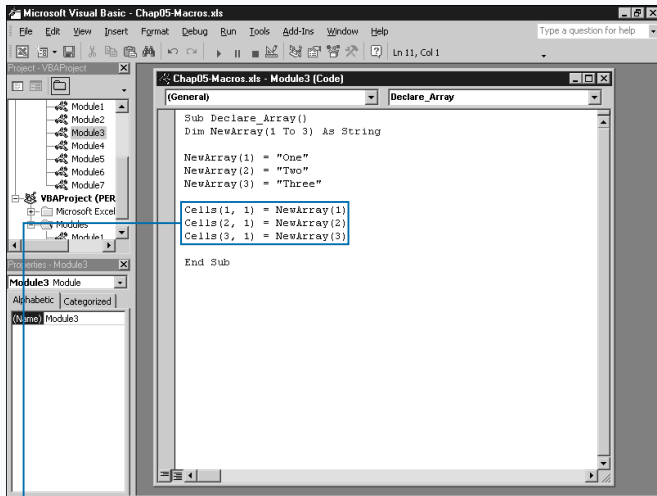 Microsoft Visual Basic - Chap05-Macros.xls
File Edit View Insert Format Debug Run Tools Add-Ins Window Help
Type a question for help
Ln 11, Col 1
Project - VBAProject
Module1
Module2
Module3
Module4
Module5
Module6
Module7
VBAProject (PER
Microsoft Excel
Modules
Module1
Properties - Module3
Module3 Module
Alphabetic Categorized
(Name) Module3
Chap05-Macros.xls - Module3 (Code)
(General)
Declare_Array
Sub Declare_Array()
Dim NewArray(1 To 3) As String
NewArray(1) = "One"
NewArray(2) = "Two"
NewArray(3) = "Three"
Cells(1, 1) = NewArray(1)
Cells(2, 1) = NewArray(2)
Cells(3, 1) = NewArray(3)
End Sub